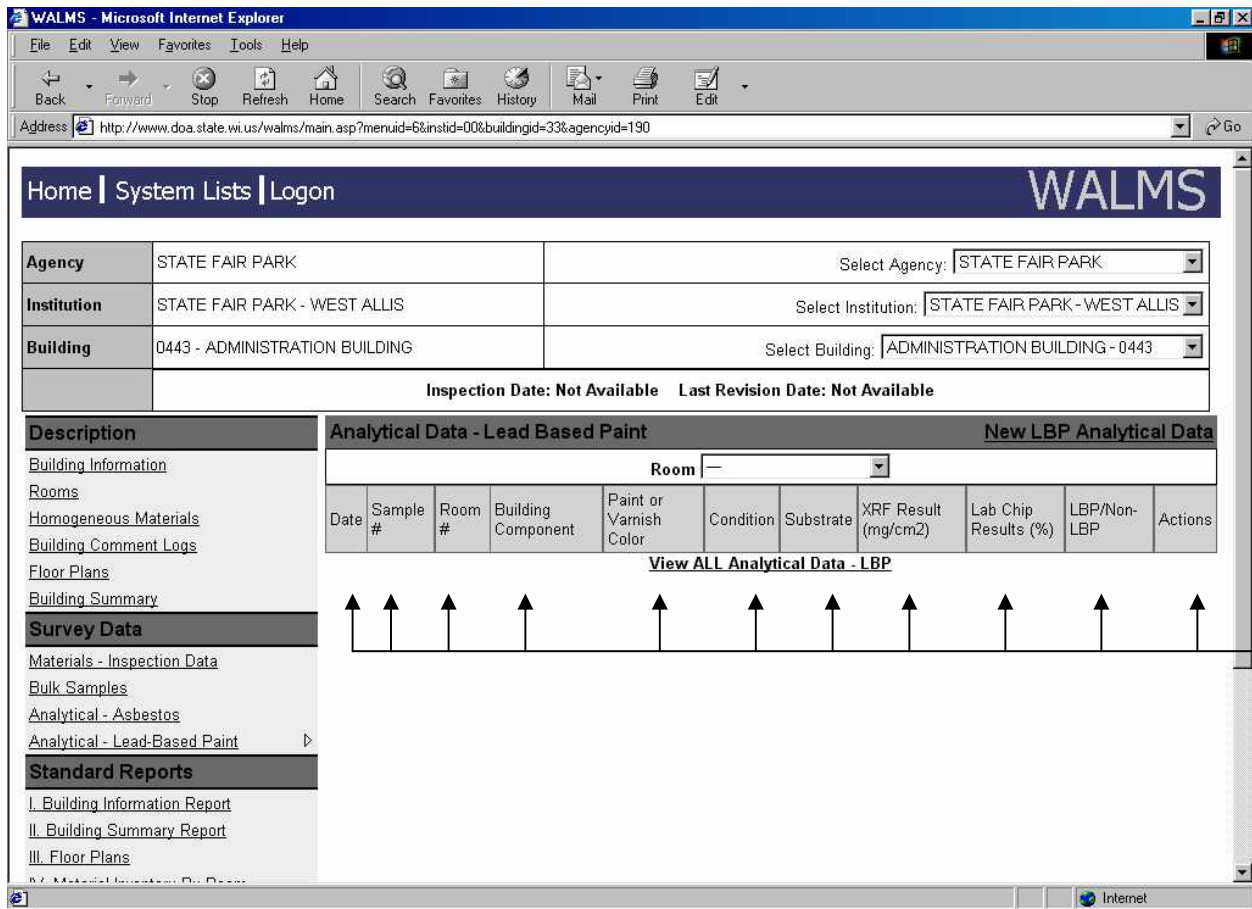 WALMS - Microsoft Internet Explorer
File Edit View Favorites Tools Help
Back Forward Stop Refresh Home Search Favorites History Mail Print Edit
Address http://www.doa.state.wi.us/walms/main.asp?menuid=6&instid=00&buildingid=33&agencyid=190 Go
Home System Lists Logon WALMS
Agency STATE FAIR PARK Select Agency: STATE FAIR PARK
Institution STATE FAIR PARK - WEST ALLIS Select Institution: STATE FAIR PARK - WEST ALLIS
Building 0443 - ADMINISTRATION BUILDING Select Building: ADMINISTRATION BUILDING - 0443
Inspection Date: Not Available Last Revision Date: Not Available
Description
Building Information
Rooms
Homogeneous Materials
Building Comment Logs
Floor Plans
Building Summary
Survey Data
Materials - Inspection Data
Bulk Samples
Analytical - Asbestos
Analytical - Lead-Based Paint
Standard Reports
I. Building Information Report
II. Building Summary Report
III. Floor Plans
Analytical Data - Lead Based Paint New LBP Analytical Data
Room —
Date
Sample
#
Room
#
Building
Component
Paint or
Varnish
Color
Condition
Substrate
XRF Result
(mg/cm2)
Lab Chip
Results (%)
LBP/Non-
LBP
Actions
View ALL Analytical Data - LBP
Internet